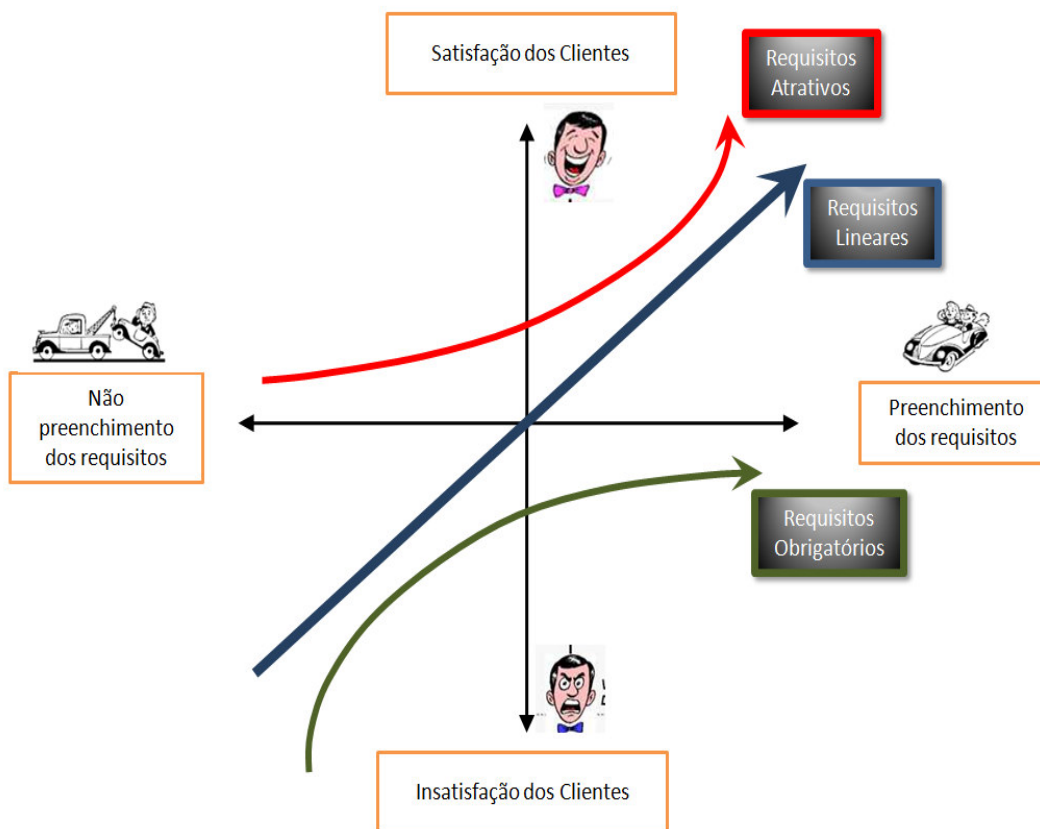 Satisfação dos Clientes
Requisitos
Atrativos
Requisitos
Lineares
Não
preenchimento
dos requisitos
Preenchimento
dos requisitos
Requisitos
Obrigatórios
Insatisfação dos Clientes